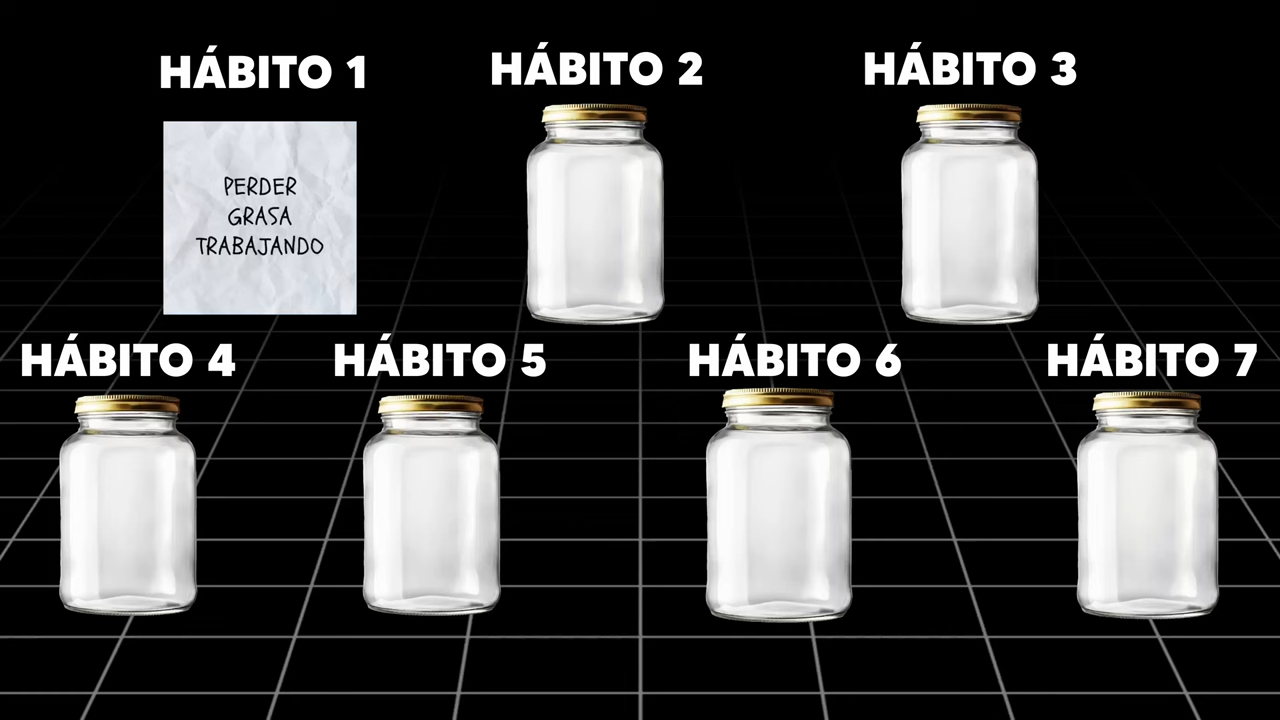 HÁBITO 1
HÁBITO 2
HÁBITO 3
PERDER
GRASA
TRABAJANDO
HÁBITO 4
HÁBITO 5
HÁBITO 6
HÁBITO 7